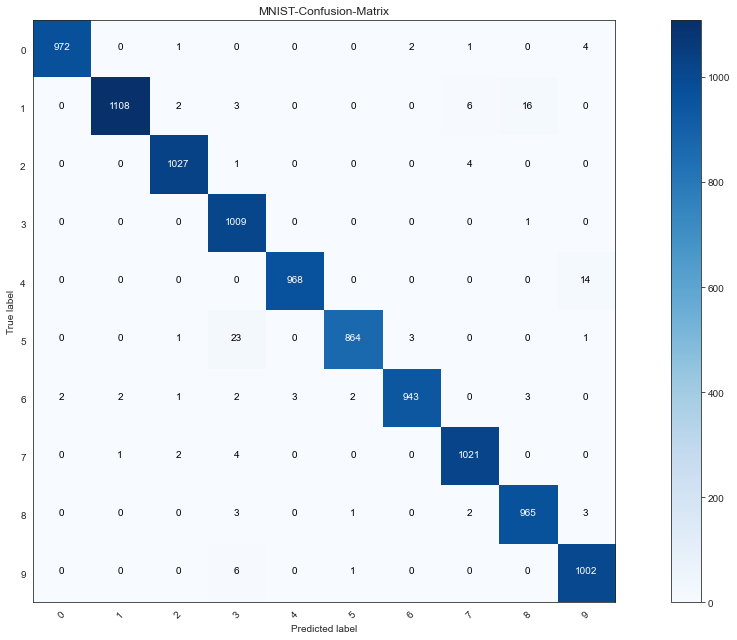 MNIST-Confusion-Matrix
0 972 0 1 0 0 0 2 1 0 4
1 0 1108 2 3 0 0 0 6 16 0
2 0 0 1027 1 0 0 0 4 0 0
3 0 0 0 1009 0 0 0 0 1 0
4 0 0 0 0 968 0 0 0 0 14
5 0 0 1 23 0 864 3 0 0 1
6 2 2 1 2 3 2 943 0 3 0
7 0 1 2 4 0 0 0 1021 0 0
8 0 0 0 3 0 1 0 2 965 3
9 0 0 0 6 0 1 0 0 0 1002
0 1 2 3 4 5 6 7 8 9
True label
Predicted label
1000
800
600
400
200
0